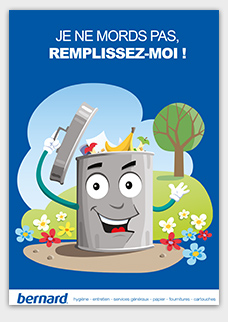 JE NE MORDS PAS,
REMPLISSEZ-MOI !
bernard
hygiène - entretien - services généraux - papier - fournitures - cartouches